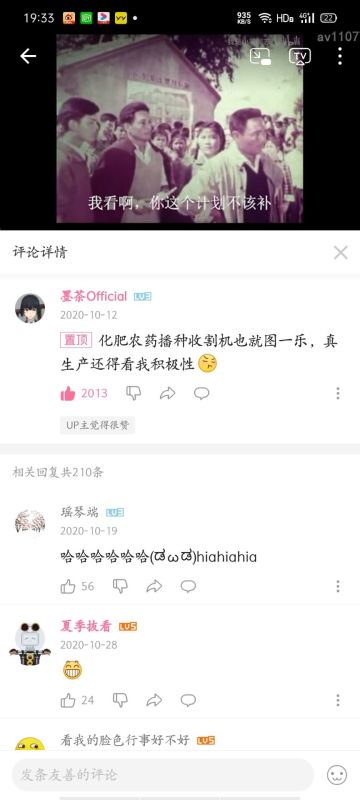 19:33
935
KB/S
HD
4G
22
av1107
TV
我看啊，你这个计划不该补
评论详情
墨茶Official LV3
2020-10-12
置顶 化肥农药播种收割机也就图一乐，真
生产还得看我积极性
2013
UP主觉得很赞
相关回复共210条
瑶琴端 LV3
2020-10-19
哈哈哈哈哈哈(ಡωಡ)hiahiahia
56
夏季拔看 LV5
2020-10-28
24
看我的脸色行事好不好 LV5
发条友善的评论